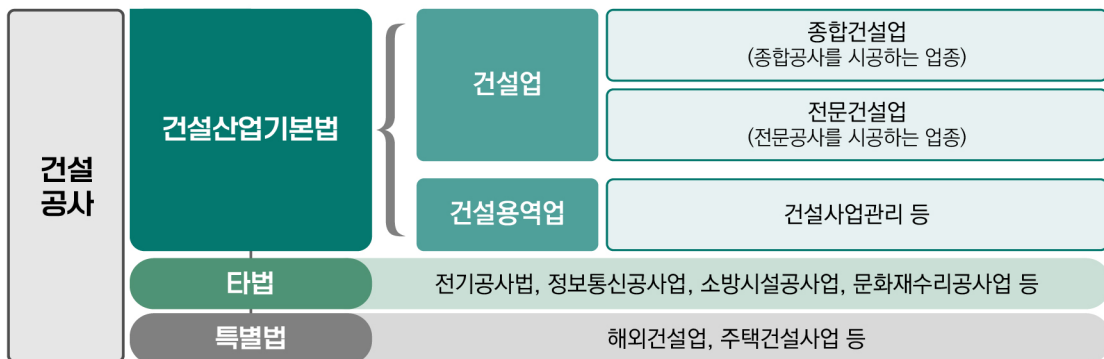 건설
공사
건설산업기본법
건설업
종합건설업
(종합공사를 시공하는 업종)
전문건설업
(전문공사를 시공하는 업종)
건설용역업
건설사업관리 등
타법
전기공사법, 정보통신공사업, 소방시설공사업, 문화재수리공사업 등
특별법
해외건설업, 주택건설사업 등